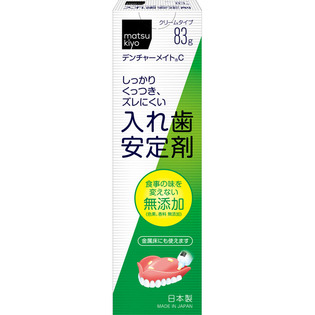 matsu
kiyo
クリームタイプ
83g
デンチャーメイト®C
しっかり
くっつき、
ズレにくい
入れ歯
安定剤
食事の味を
変えない
無添加
(色素、香料 無添加)
金属床にも使えます
日本製
MADE IN JAPAN